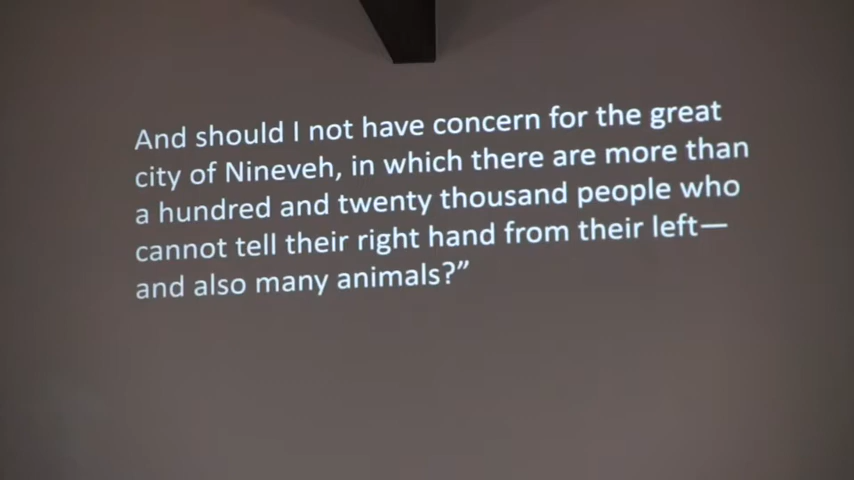 And should I not have concern for the great
city of Nineveh, in which there are more than
a hundred and twenty thousand people who
cannot tell their right hand from their left—
and also many animals?”